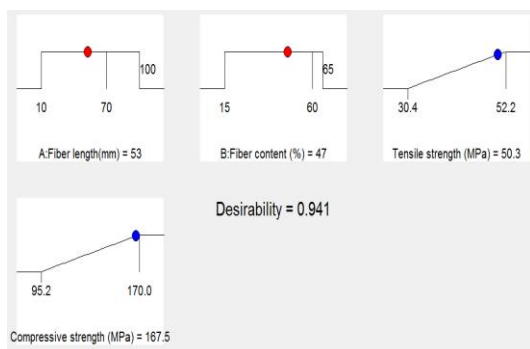 100
10 70
A:Fiber length(mm) = 53
65
15 60
B:Fiber content (%) = 47
30.4 52.2
Tensile strength (MPa) = 50.3
Desirability = 0.941
95.2 170.0
Compressive strength (MPa) = 167.5